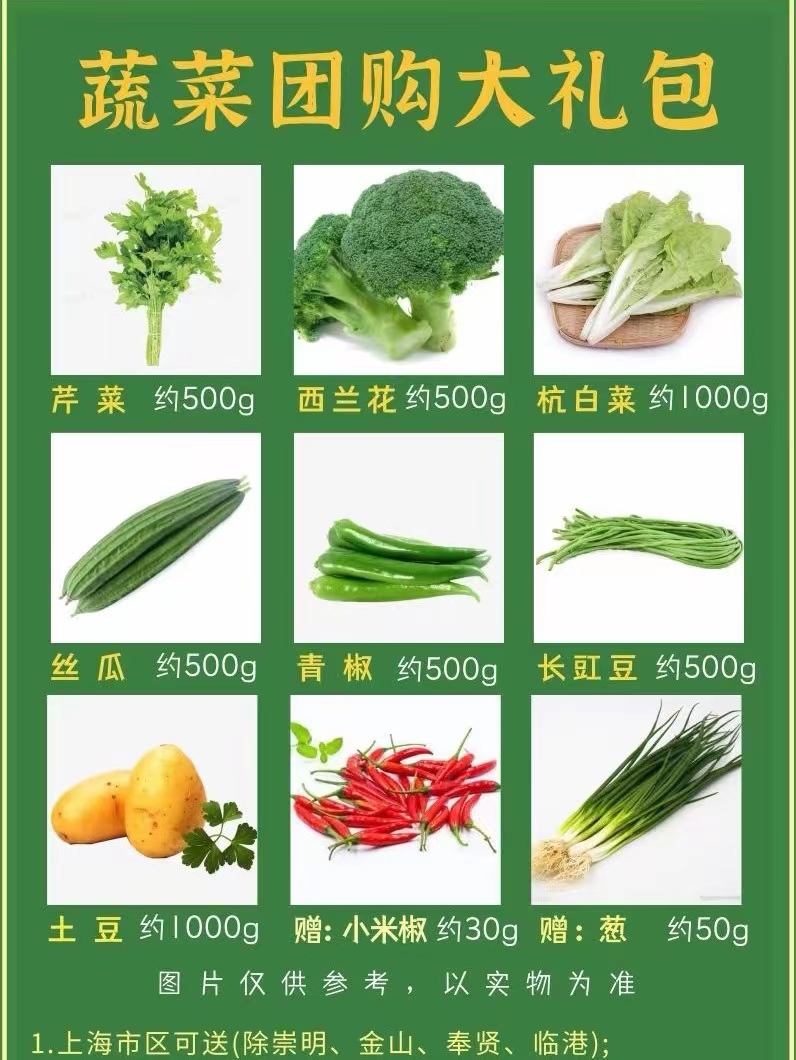 蔬菜团购大礼包
芹菜 约500g
西兰花 约500g
杭白菜 约1000g
丝瓜 约500g
青椒 约500g
长豇豆 约500g
土豆 约1000g
赠: 小米椒 约30g
赠: 葱 约50g
图片仅供参考，以实物为准
1.上海市区可送(除崇明、金山、奉贤、临港);